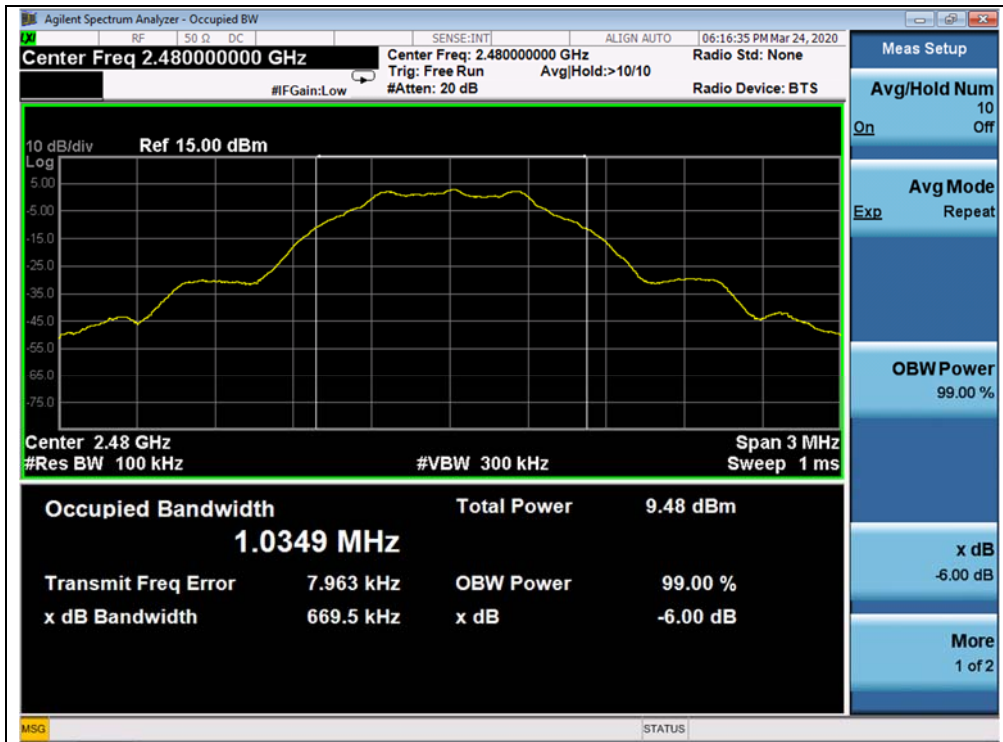 Agilent Spectrum Analyzer - Occupied BW
LXI RF 50 Ω DC SENSE:INT ALIGN AUTO 06:16:35 PM Mar 24, 2020
Center Freq 2.480000000 GHz
Center Freq: 2.480000000 GHz
Radio Std: None
Trig: Free Run Avg|Hold:>10/10
#IFGain:Low
#Atten: 20 dB
Radio Device: BTS
10 dB/div Ref 15.00 dBm
Log
5.00
-5.00
-15.0
-25.0
-35.0
-45.0
-55.0
-65.0
-75.0
Center 2.48 GHz
Span 3 MHz
#Res BW 100 kHz
#VBW 300 kHz
Sweep 1 ms
Occupied Bandwidth
Total Power 9.48 dBm
1.0349 MHz
Transmit Freq Error 7.963 kHz
OBW Power 99.00 %
x dB Bandwidth 669.5 kHz
x dB -6.00 dB
MSG
STATUS
Meas Setup
Avg/Hold Num
10
On Off
Avg Mode
Exp Repeat
OBW Power
99.00 %
x dB
-6.00 dB
More
1 of 2